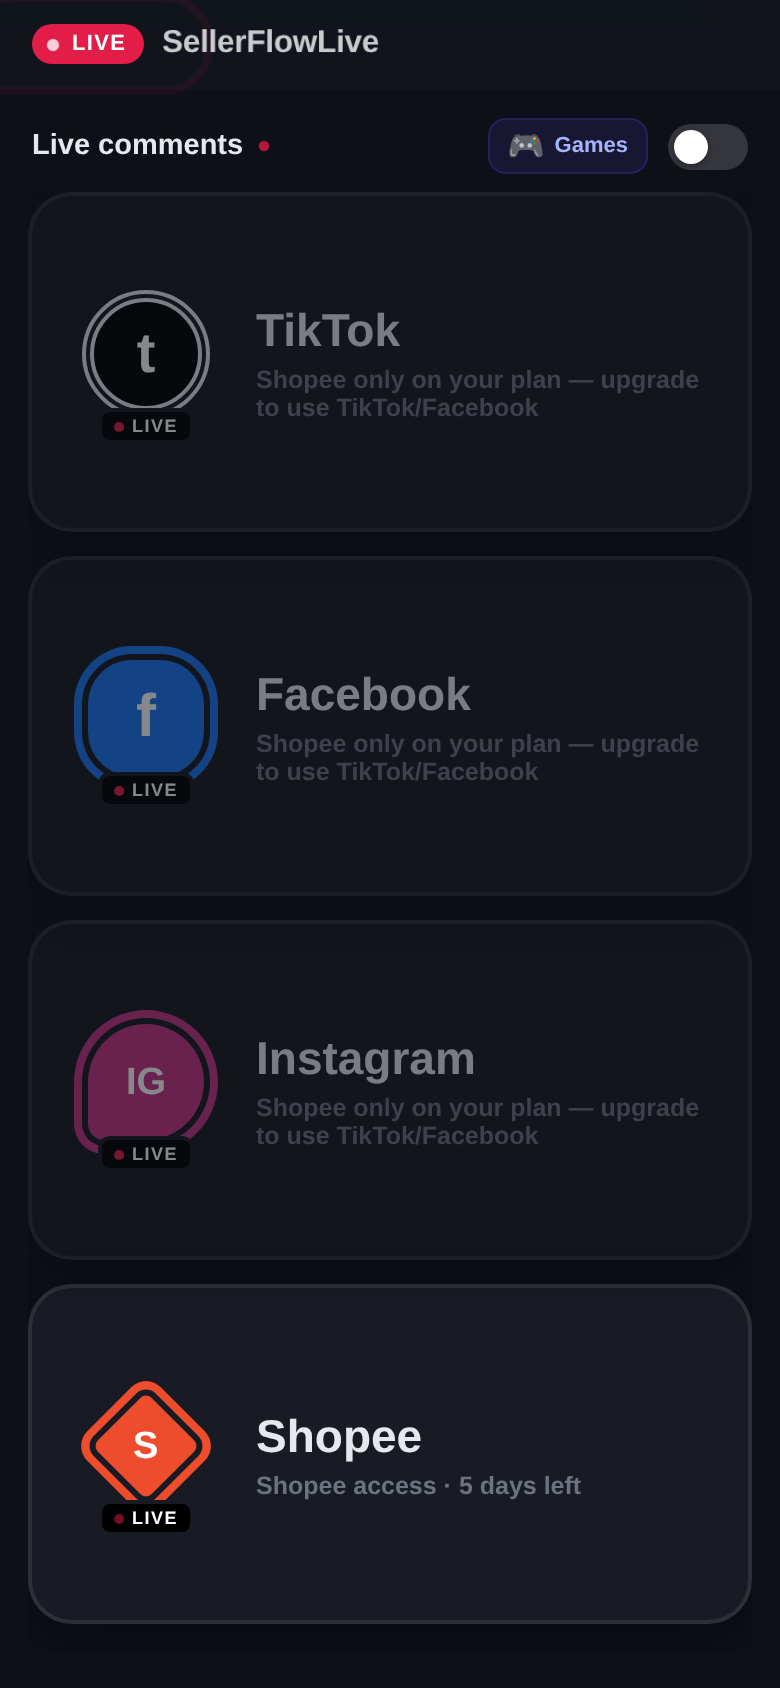 LIVE SellerFlowLive
Live comments
🎮 Games
t
LIVE
TikTok
Shopee only on your plan — upgrade
to use TikTok/Facebook
f
LIVE
Facebook
Shopee only on your plan — upgrade
to use TikTok/Facebook
IG
LIVE
Instagram
Shopee only on your plan — upgrade
to use TikTok/Facebook
S
LIVE
Shopee
Shopee access · 5 days left